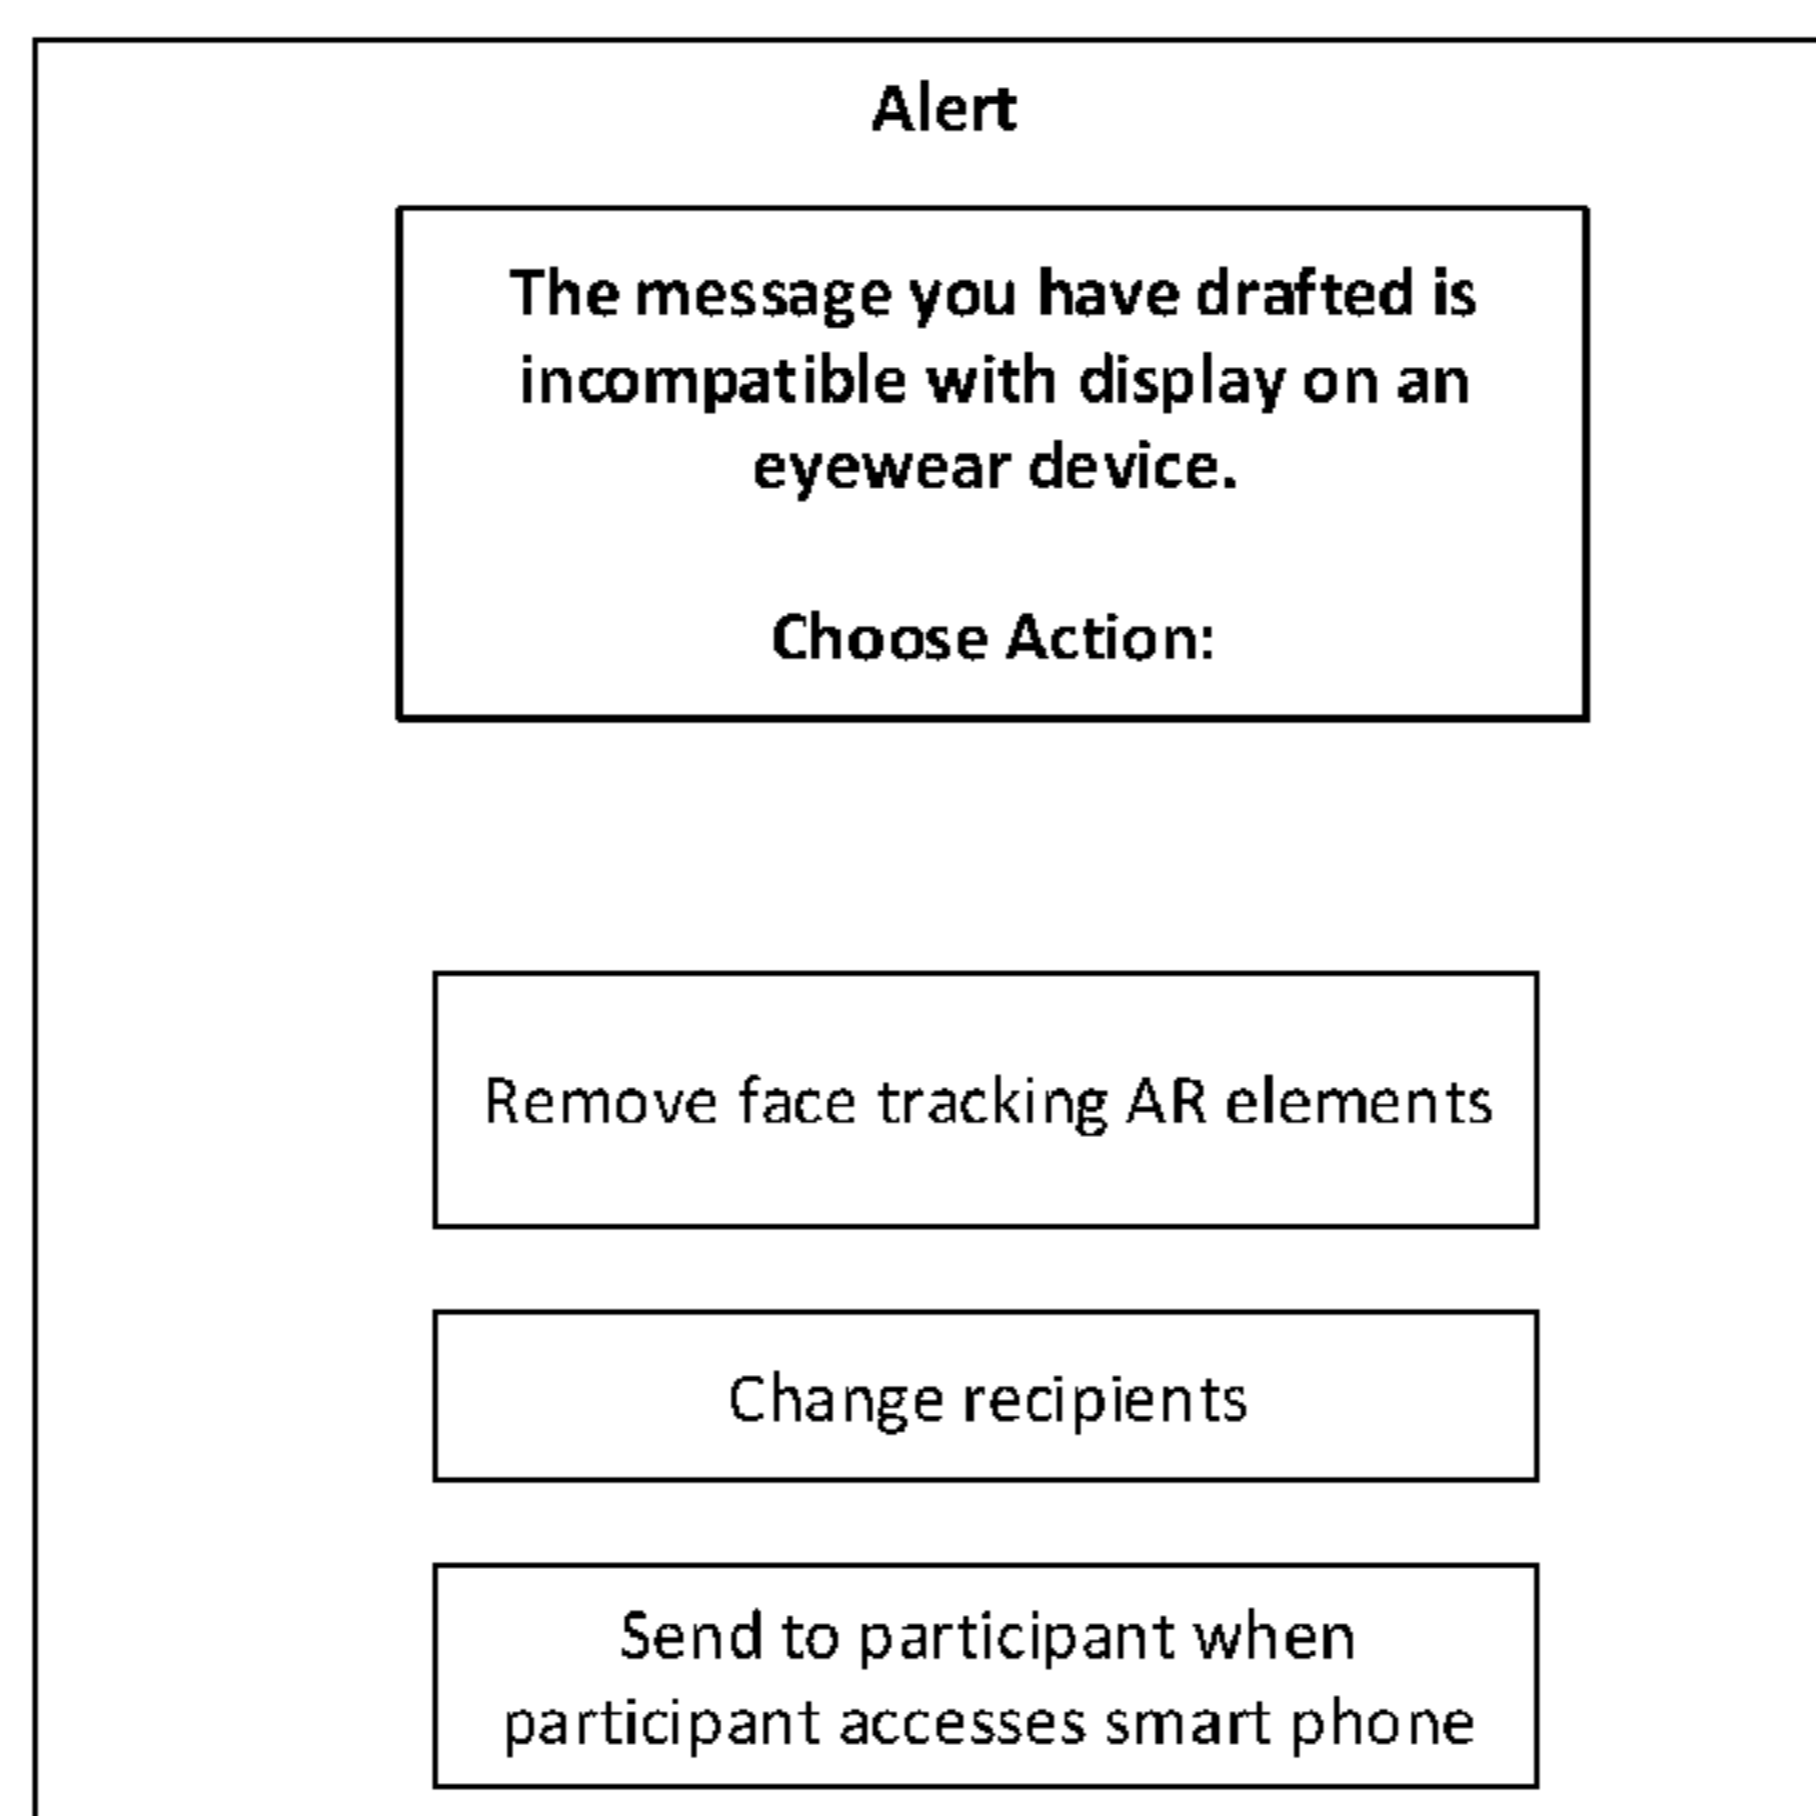 Alert
The message you have drafted is
incompatible with display on an
eyewear device.
Choose Action:
Remove face tracking AR elements
Change recipients
Send to participant when
participant accesses smart phone